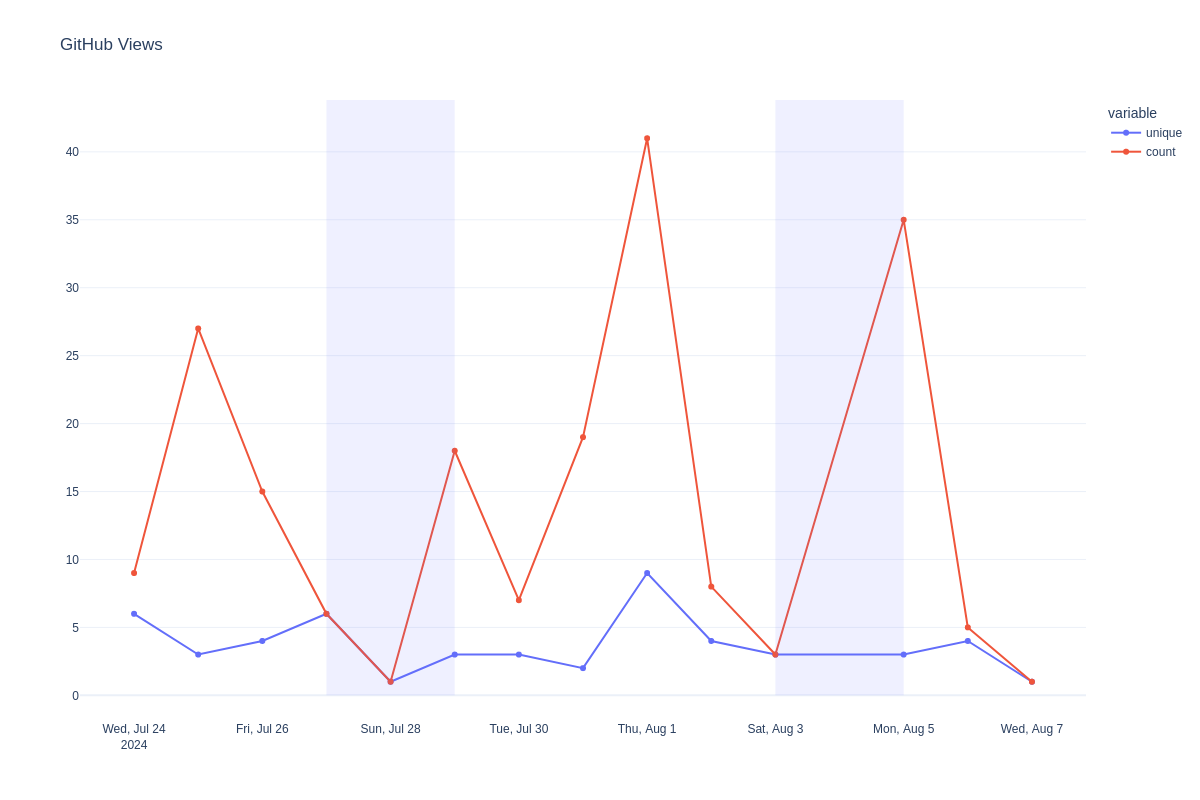 GitHub Views
variable
unique
count
40
35
30
25
20
15
10
5
0
Wed, Jul 24
2024
Fri, Jul 26
Sun, Jul 28
Tue, Jul 30
Thu, Aug 1
Sat, Aug 3
Mon, Aug 5
Wed, Aug 7